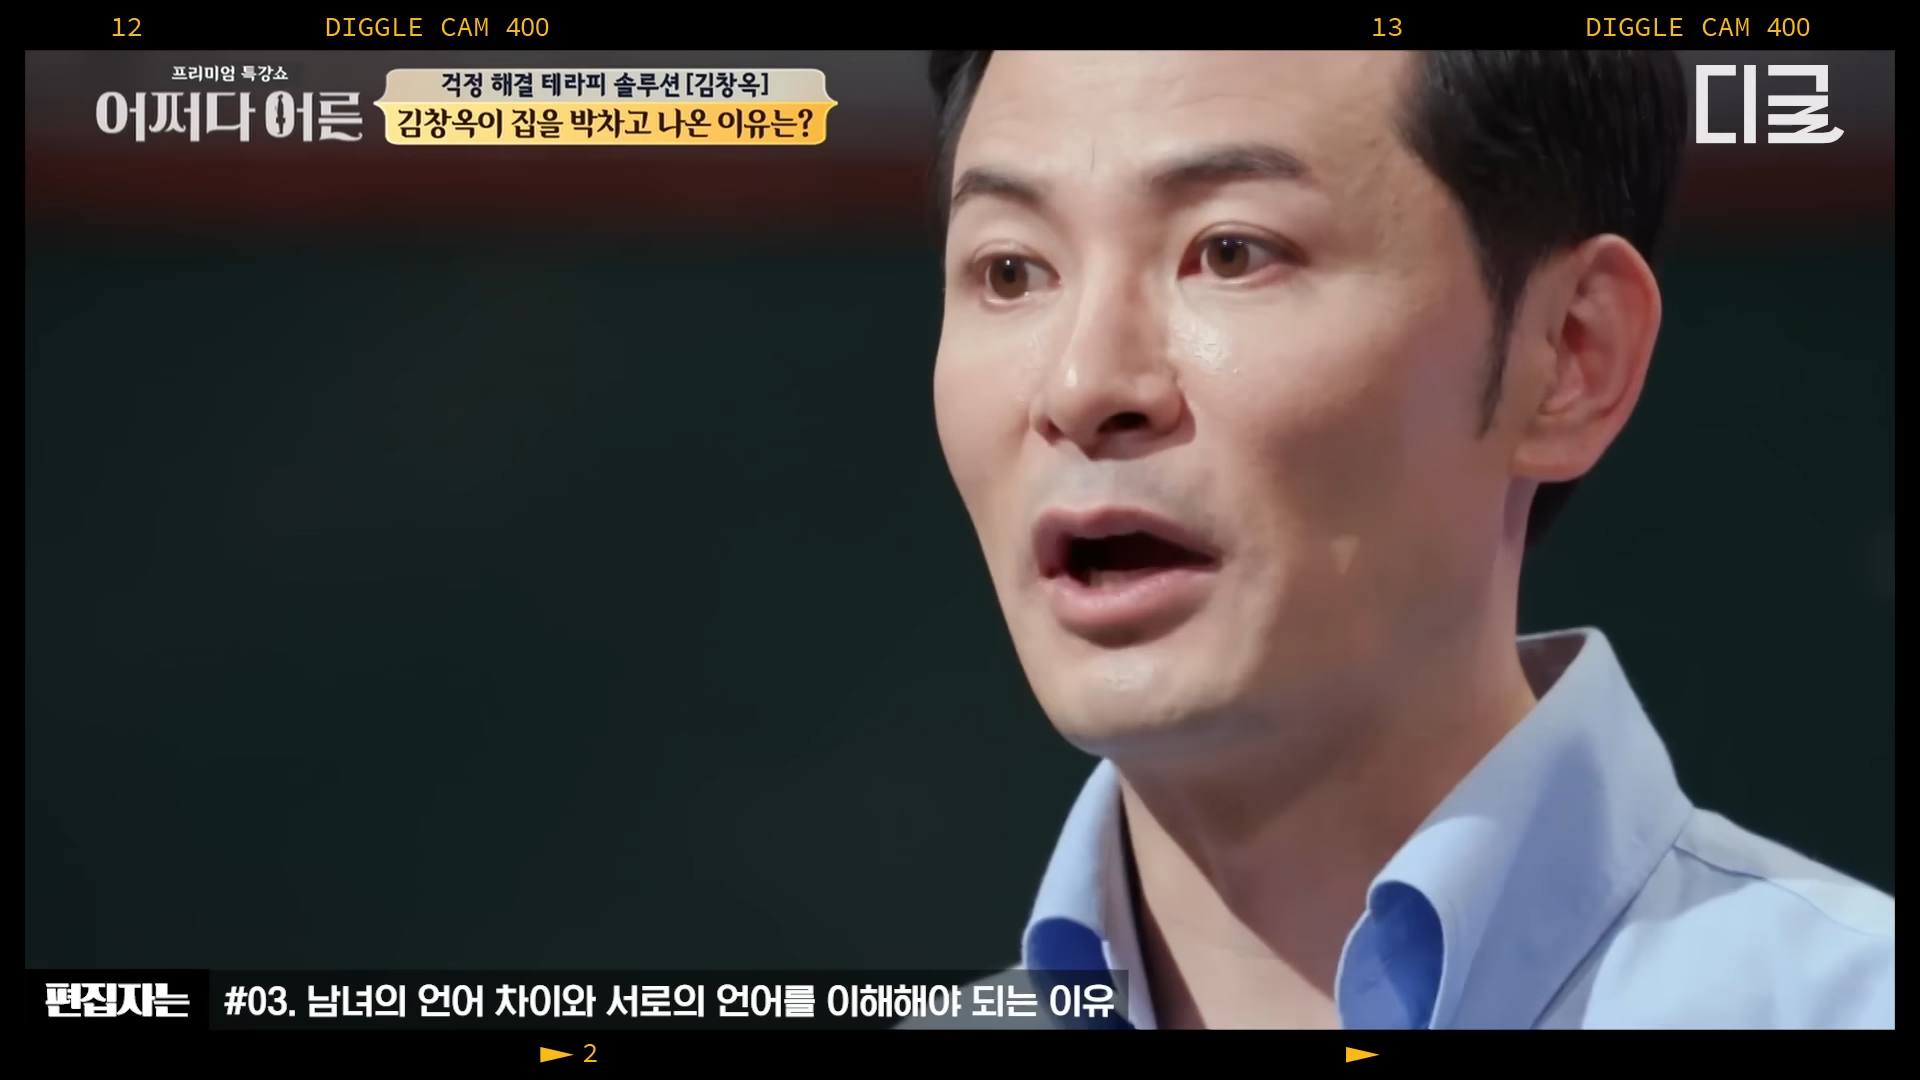 12
DIGGLE CAM 400
13
DIGGLE CAM 400
프리미엄 특강쇼
어쩌다 어른
걱정 해결 테라피 솔루션[김창옥]
김창옥이 집을 박차고 나온 이유는?
디글
편집자는
#03. 남녀의 언어 차이와 서로의 언어를 이해해야 되는 이유
2